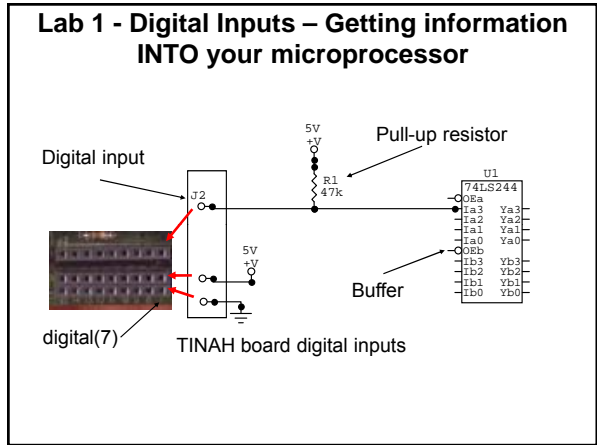 Lab 1 - Digital Inputs – Getting information
INTO your microprocessor
5V
+V
Pull-up resistor
Digital input
R1
47k
J2
U1
74LS244
OEa
Ia3 Ya3
Ia2 Ya2
Ia1 Ya1
Ia0 Ya0
OEb
Ib3 Yb3
Ib2 Yb2
Ib1 Yb1
Ib0 Yb0
5V
+V
Buffer
digital(7)
TINAH board digital inputs